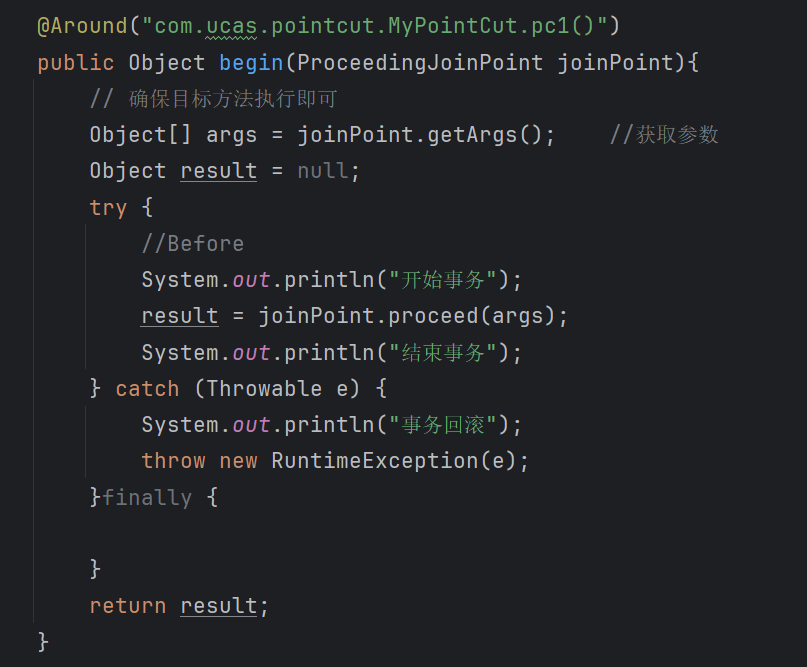 @Around("com.ucas.pointcut.MyPointCut.pc1()")
public Object begin(ProceedingJoinPoint joinPoint){
    // 确保目标方法执行即可
    Object[] args = joinPoint.getArgs();    //获取参数
    Object result = null;
    try {
        //Before
        System.out.println("开始事务");
        result = joinPoint.proceed(args);
        System.out.println("结束事务");
    } catch (Throwable e) {
        System.out.println("事务回滚");
        throw new RuntimeException(e);
    }finally {
    }
    return result;
}